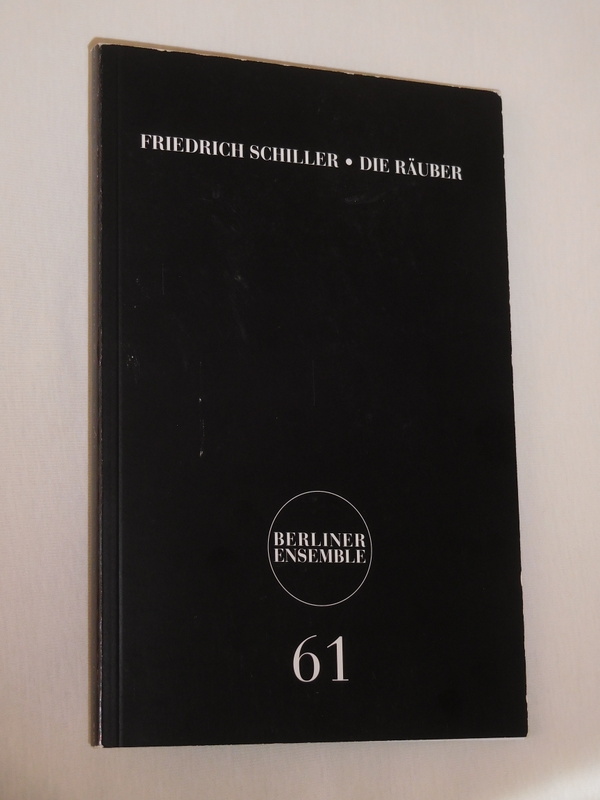 FRIEDRICH SCHILLER • DIE RÄUBER
BERLINER
ENSEMBLE
61